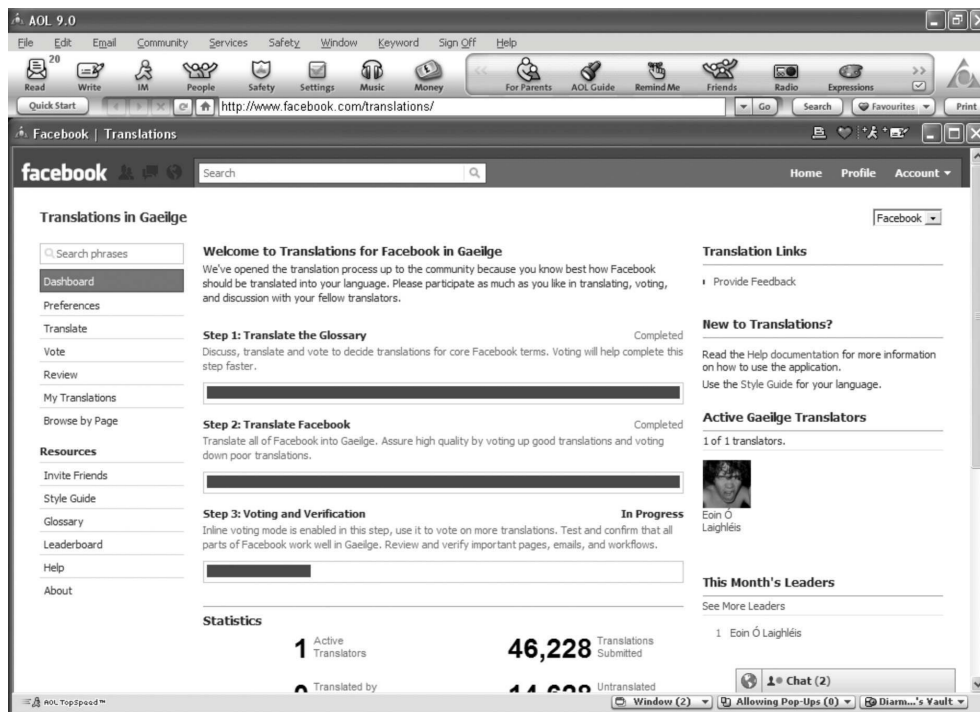 AOL 9.0
File Edit Email Community Services Safety Window Keyword Sign Off Help
20
Read Write IM People Safety Settings Music Money << For Parents AOL Guide Remind Me Friends Radio Expressions >>
Quick Start http://www.facebook.com/translations/ Go Search Favourites Print
Facebook | Translations
facebook Search Home Profile Account
Translations in Gaeilge
Facebook
Search phrases
Dashboard
Preferences
Translate
Vote
Review
My Translations
Browse by Page
Resources
Invite Friends
Style Guide
Glossary
Leaderboard
Help
About
Welcome to Translations for Facebook in Gaeilge
We've opened the translation process up to the community because you know best how Facebook
should be translated into your language. Please participate as much as you like in translating, voting,
and discussion with your fellow translators.
Step 1: Translate the Glossary Completed
Discuss, translate and vote to decide translations for core Facebook terms. Voting will help complete this
step faster.
Step 2: Translate Facebook Completed
Translate all of Facebook into Gaeilge. Assure high quality by voting up good translations and voting
down poor translations.
Step 3: Voting and Verification In Progress
Inline voting mode is enabled in this step, use it to vote on more translations. Test and confirm that all
parts of Facebook work well in Gaeilge. Review and verify important pages, emails, and workflows.
Statistics
1 Active
Translators
46,228 Translations
Submitted
Translated by
Untranslated
Translation Links
Provide Feedback
New to Translations?
Read the Help documentation for more information
on how to use the application.
Use the Style Guide for your language.
Active Gaeilge Translators
1 of 1 translators.
Eoin Ó
Laighléis
This Month's Leaders
See More Leaders
1 Eoin Ó Laighléis
Chat (2)
AOL TopSpeed™ Window (2) Allowing Pop-Ups (0) Diarm...'s Vault